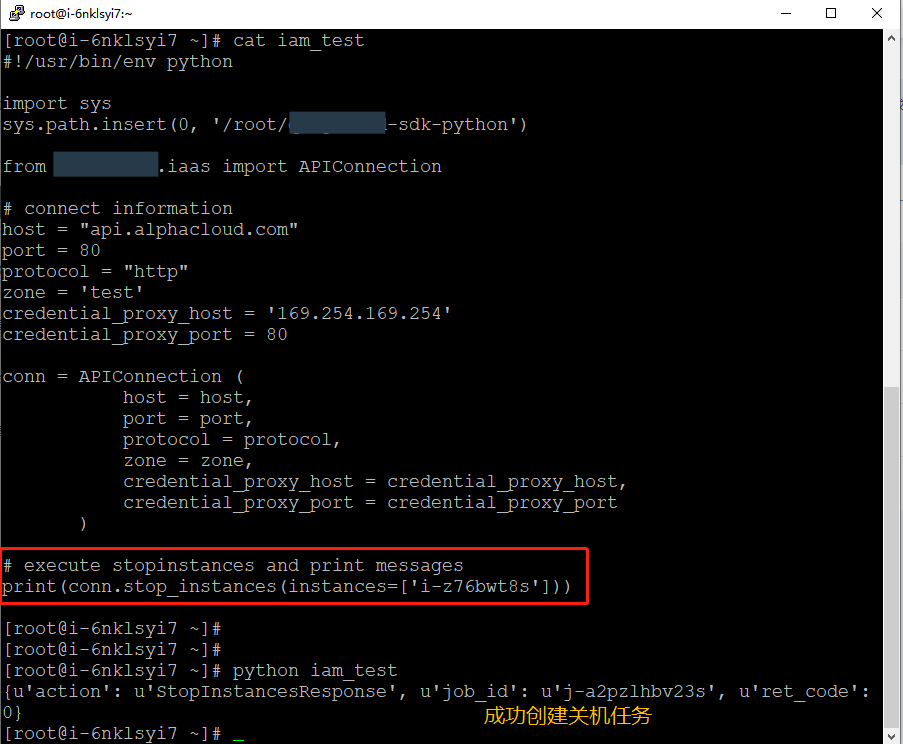 root@i-6nklsyi7:~
[root@i-6nklsyi7 ~]# cat iam_test
#!/usr/bin/env python
import sys
sys.path.insert(0, '/root/-sdk-python')
from .iaas import APIConnection
# connect information
host = "api.alphacloud.com"
port = 80
protocol = "http"
zone = 'test'
credential_proxy_host = '169.254.169.254'
credential_proxy_port = 80
conn = APIConnection (
host = host,
port = port,
protocol = protocol,
zone = zone,
credential_proxy_host = credential_proxy_host,
credential_proxy_port = credential_proxy_port
)
# execute stopinstances and print messages
print(conn.stop_instances(instances=['i-z76bwt8s']))
[root@i-6nklsyi7 ~]#
[root@i-6nklsyi7 ~]#
[root@i-6nklsyi7 ~]# python iam_test
{u'action': u'StopInstancesResponse', u'job_id': u'j-a2pzlhbv23s', u'ret_code':
0}
成功创建关机任务
[root@i-6nklsyi7 ~]# _